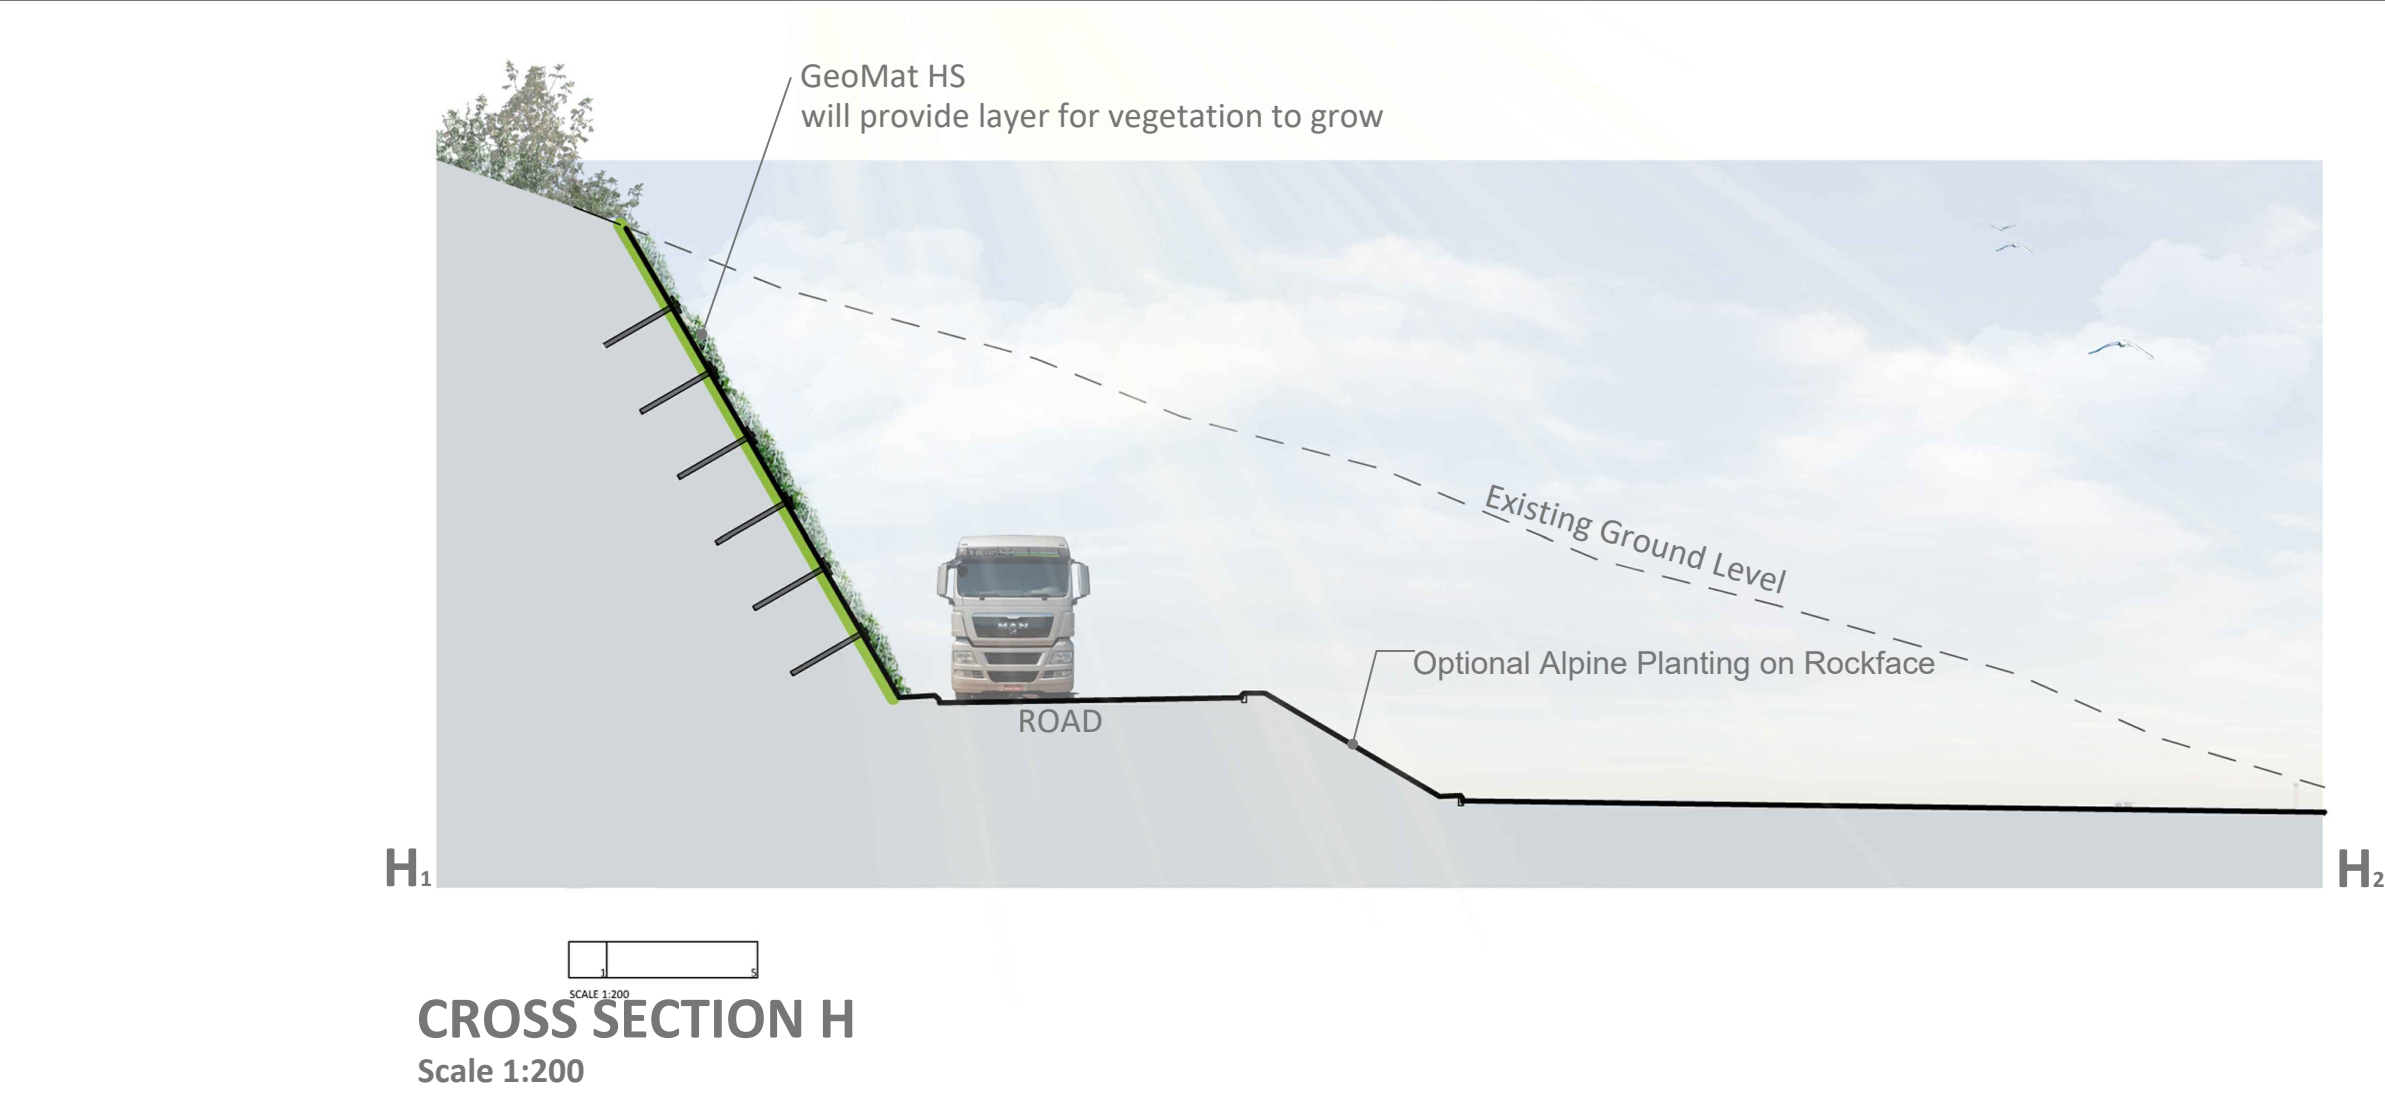 GeoMat HS
will provide layer for vegetation to grow
Existing Ground Level
MAN
Optional Alpine Planting on Rockface
ROAD
H1
H2
1 5
SCALE 1:200
CROSS SECTION H
Scale 1:200